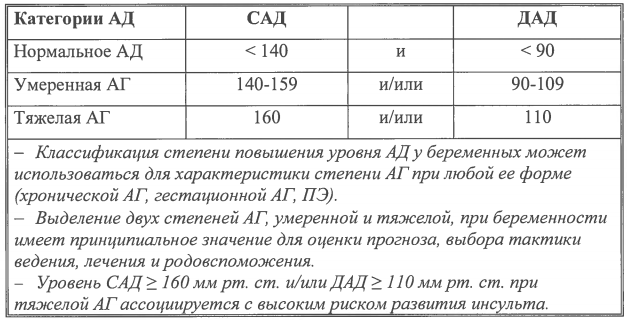 Категории АД САД ДАД
Нормальное АД < 140 и < 90
Умеренная АГ 140-159 и/или 90-109
Тяжелая АГ 160 и/или 110
– Классификация степени повышения уровня АД у беременных может
использоваться для характеристики степени АГ при любой ее форме
(хронической АГ, гестационной АГ, ПЭ).
– Выделение двух степеней АГ, умеренной и тяжелой, при беременности
имеет принципиальное значение для оценки прогноза, выбора тактики
ведения, лечения и родовспоможения.
– Уровень САД ≥ 160 мм рт. ст. и/или ДАД ≥ 110 мм рт. ст. при
тяжелой АГ ассоциируется с высоким риском развития инсульта.